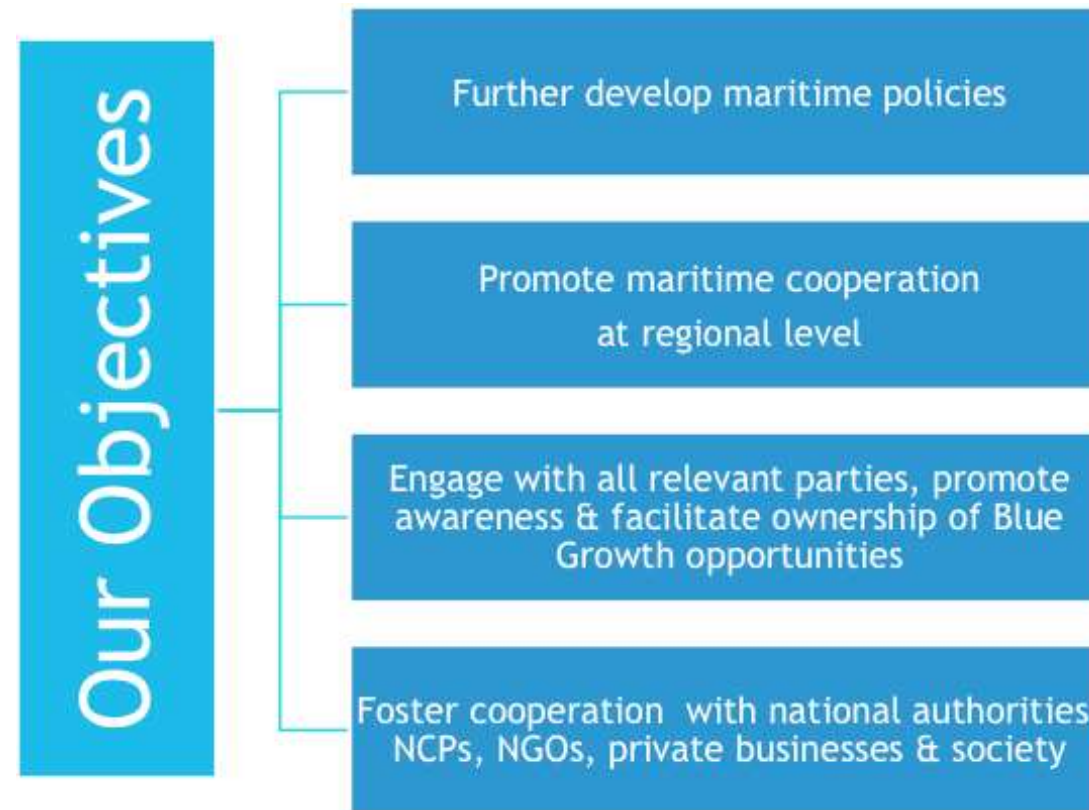 Our Objectives
Further develop maritime policies
Promote maritime cooperation
at regional level
Engage with all relevant parties, promote
awareness & facilitate ownership of Blue
Growth opportunities
Foster cooperation with national authorities
NCPs, NGOs, private businesses & society